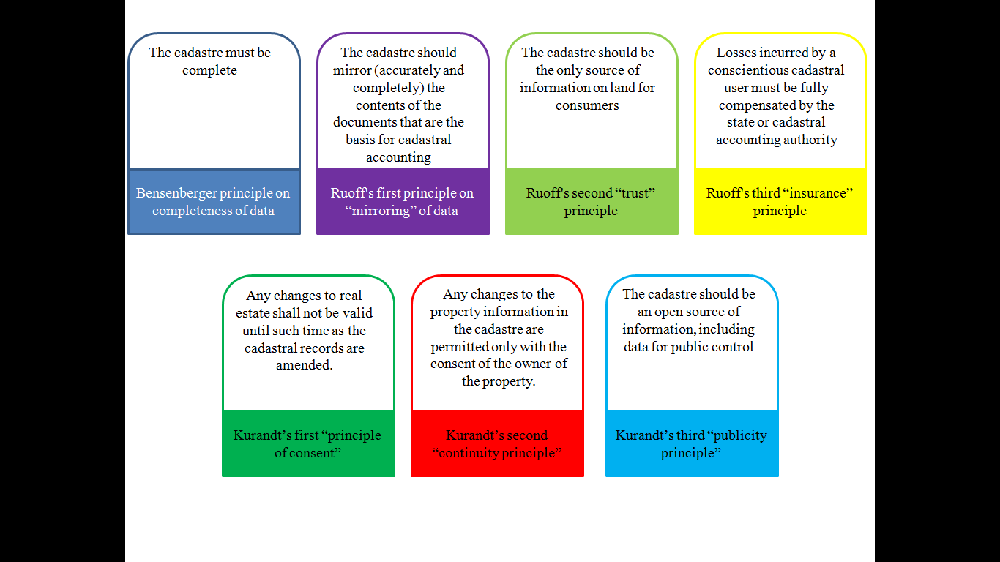 The cadastre must be
complete
Bensenberger principle on
completeness of data
The cadastre should
mirror (accurately and
completely) the
contents of the
documents that are the
basis for cadastral
accounting
Ruoff's first principle on
“mirroring” of data
The cadastre should be
the only source of
information on land for
consumers
Ruoff's second “trust”
principle
Losses incurred by a
conscientious cadastral
user must be fully
compensated by the
state or cadastral
accounting authority
Ruoff's third “insurance”
principle
Any changes to real
estate shall not be valid
until such time as the
cadastral records are
amended.
Kurandt’s first “principle
of consent”
Any changes to the
property information in
the cadastre are
permitted only with the
consent of the owner of
the property.
Kurandt’s second
“continuity principle”
The cadastre should be
an open source of
information, including
data for public control
Kurandt’s third “publicity
principle”